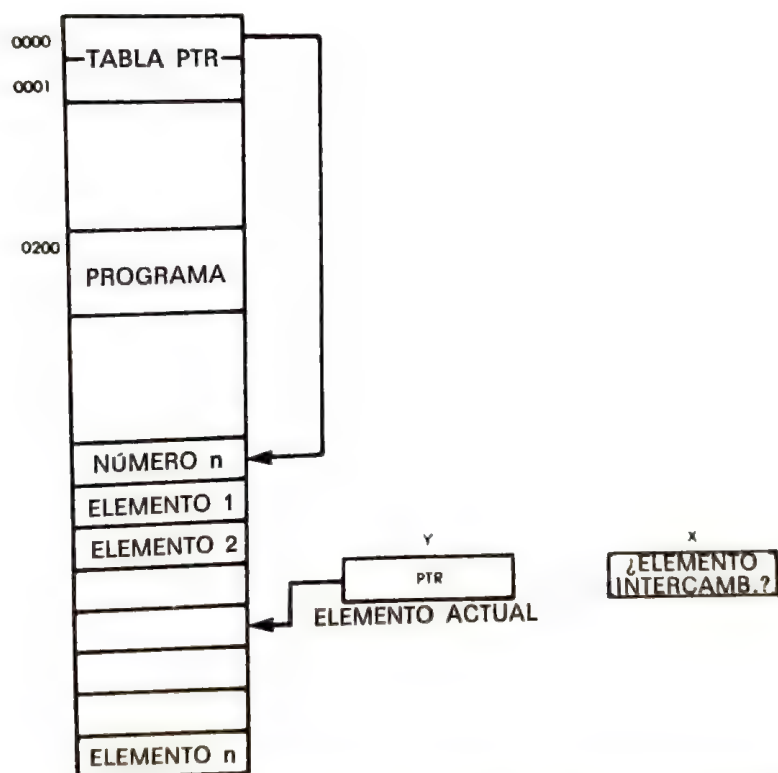 0000
TABLA PTR
0001
0200
PROGRAMA
NÚMERO n
ELEMENTO 1
ELEMENTO 2
Y
PTR
ELEMENTO ACTUAL
X
¿ELEMENTO
INTERCAMB.?
ELEMENTO n